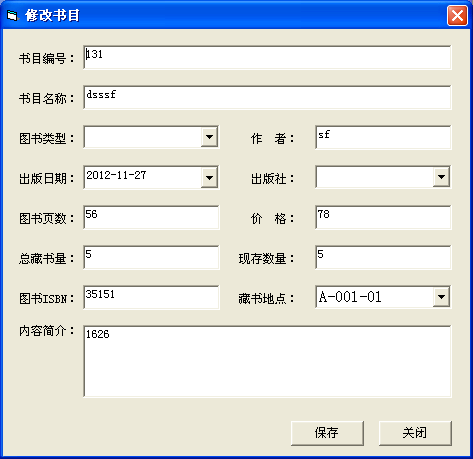 修改书目
书目编号： 131
书目名称： dsssf
图书类型： 作 者： sf
出版日期： 2012-11-27 出版社：
图书页数： 56 价 格： 78
总藏书量： 5 现存数量： 5
图书ISBN： 35151 藏书地点： A-001-01
内容简介： 1626
保存 关闭